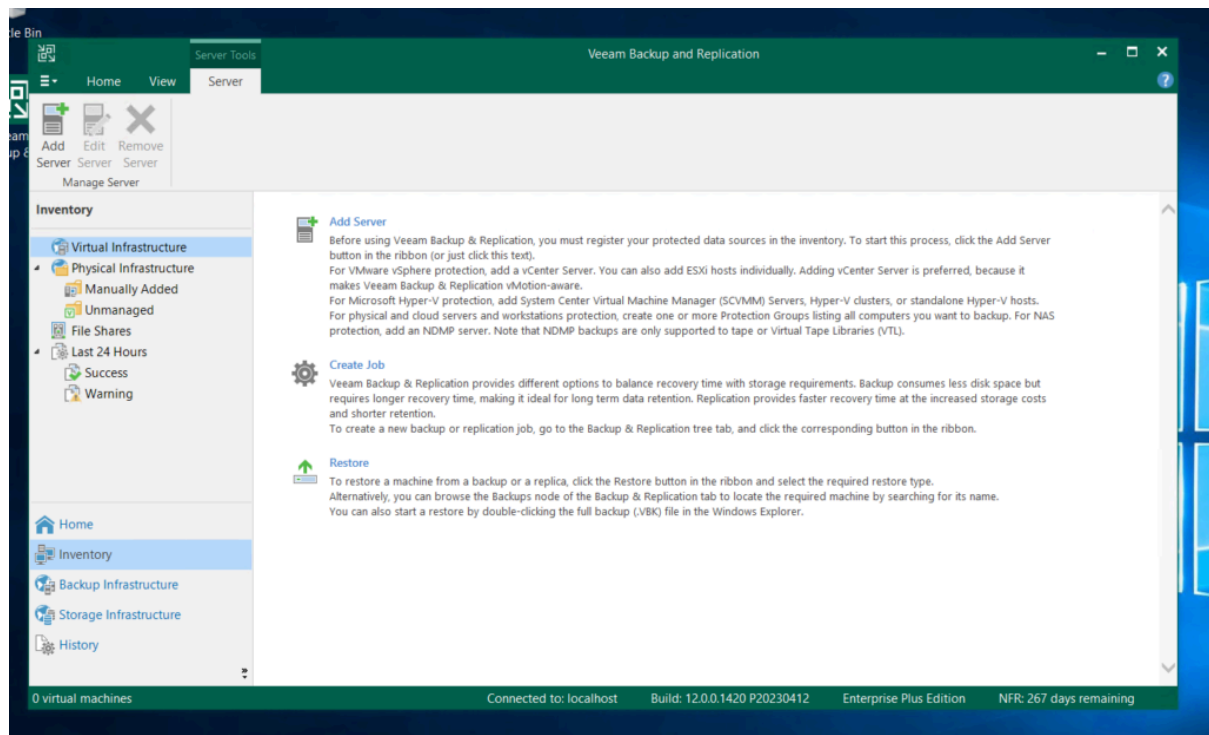 Bin
Server Tools
Veeam Backup and Replication
Home View Server
Add Server
Edit Server
Remove Server
Manage Server
Inventory
Virtual Infrastructure
Physical Infrastructure
Manually Added
Unmanaged
File Shares
Last 24 Hours
Success
Warning
Home
Inventory
Backup Infrastructure
Storage Infrastructure
History
Add Server
Before using Veeam Backup & Replication, you must register your protected data sources in the inventory. To start this process, click the Add Server
button in the ribbon (or just click this text).
For VMware vSphere protection, add a vCenter Server. You can also add ESXi hosts individually. Adding vCenter Server is preferred, because it
makes Veeam Backup & Replication vMotion-aware.
For Microsoft Hyper-V protection, add System Center Virtual Machine Manager (SCVMM) Servers, Hyper-V clusters, or standalone Hyper-V hosts.
For physical and cloud servers and workstations protection, create one or more Protection Groups listing all computers you want to backup. For NAS
protection, add an NDMP server. Note that NDMP backups are only supported to tape or Virtual Tape Libraries (VTL).
Create Job
Veeam Backup & Replication provides different options to balance recovery time with storage requirements. Backup consumes less disk space but
requires longer recovery time, making it ideal for long term data retention. Replication provides faster recovery time at the increased storage costs
and shorter retention.
To create a new backup or replication job, go to the Backup & Replication tree tab, and click the corresponding button in the ribbon.
Restore
To restore a machine from a backup or a replica, click the Restore button in the ribbon and select the required restore type.
Alternatively, you can browse the Backups node of the Backup & Replication tab to locate the required machine by searching for its name.
You can also start a restore by double-clicking the full backup (.VBK) file in the Windows Explorer.
0 virtual machines
Connected to: localhost
Build: 12.0.0.1420 P20230412
Enterprise Plus Edition
NFR: 267 days remaining